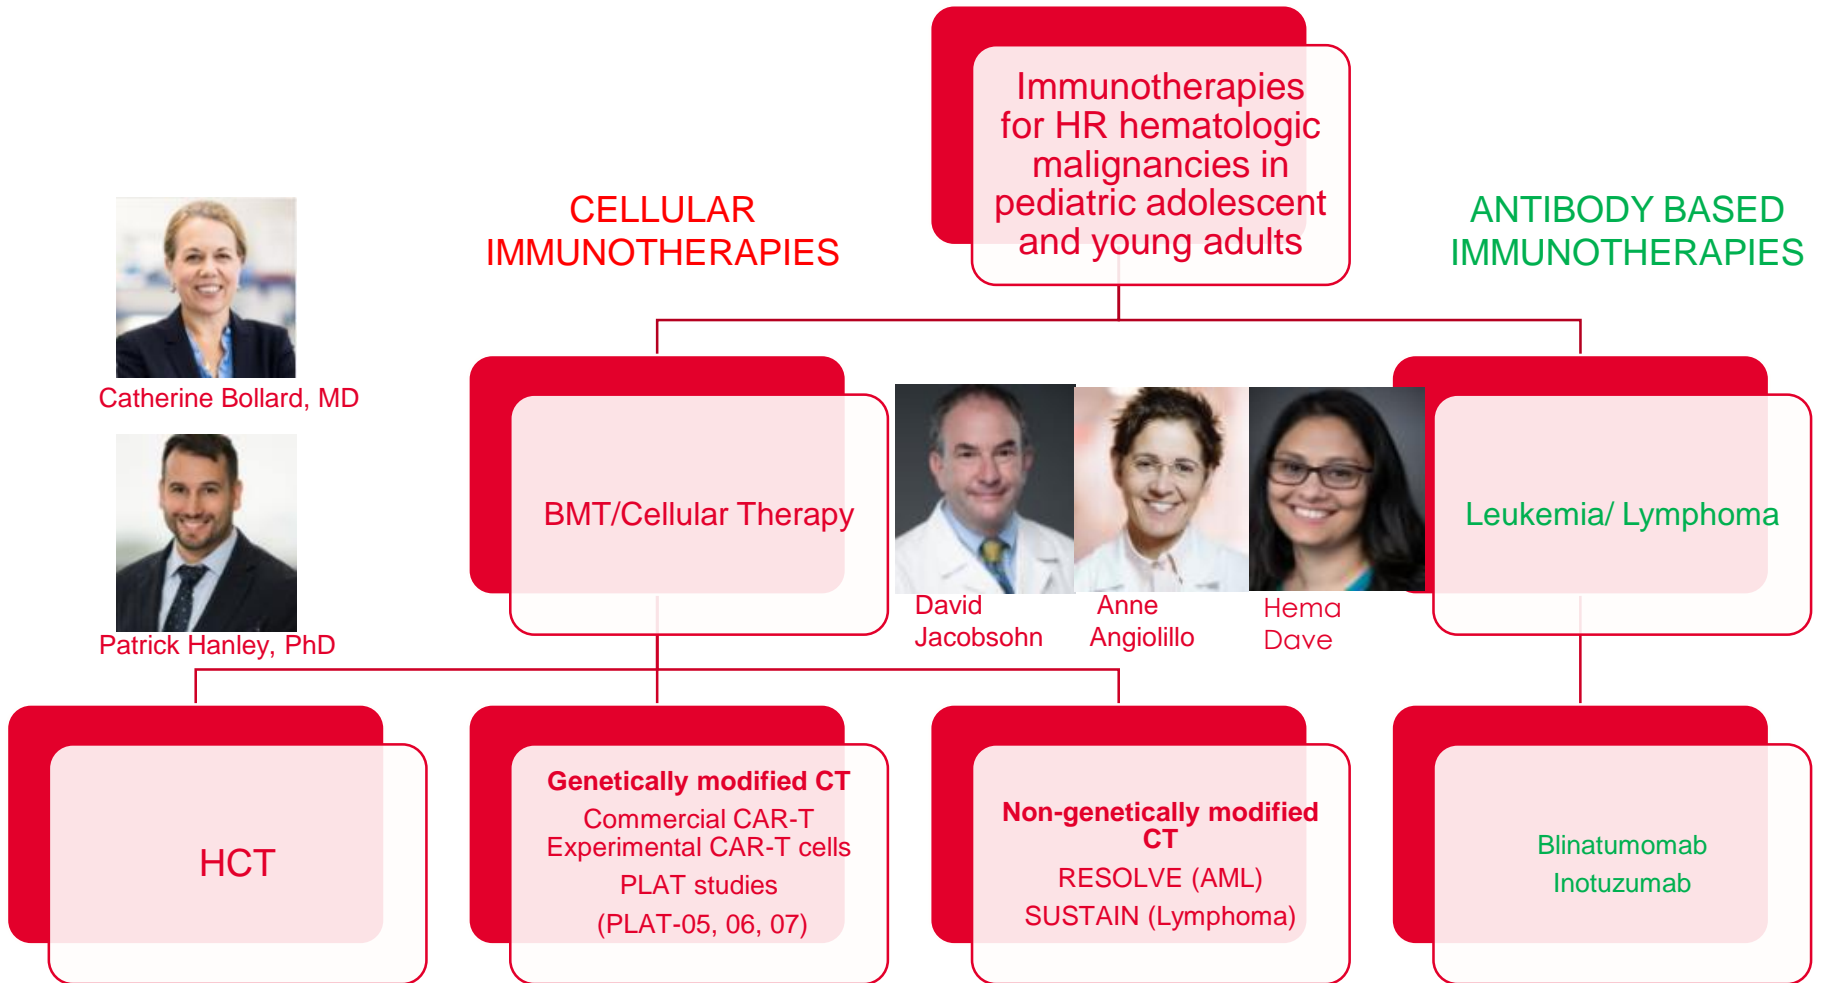 Immunotherapies
for HR hematologic
malignancies in
pediatric adolescent
and young adults
CELLULAR
IMMUNOTHERAPIES
ANTIBODY BASED
IMMUNOTHERAPIES
Catherine Bollard, MD
Patrick Hanley, PhD
BMT/Cellular Therapy
David
Jacobsohn
Anne
Angiolillo
Hema
Dave
Leukemia/ Lymphoma
HCT
Genetically modified CT
Commercial CAR-T
Experimental CAR-T cells
PLAT studies
(PLAT-05, 06, 07)
Non-genetically modified
CT
RESOLVE (AML)
SUSTAIN (Lymphoma)
Blinatumomab
Inotuzumab